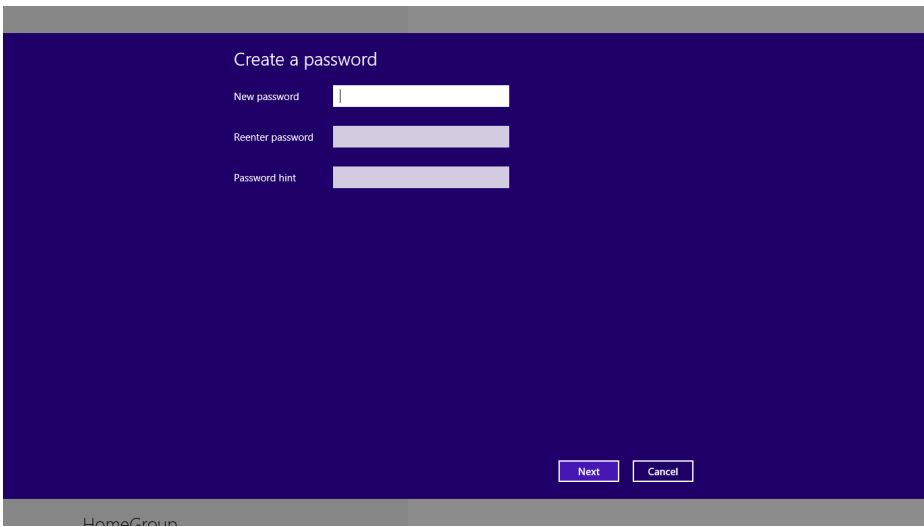 Create a password
New password
Reenter password
Password hint
Next Cancel
HomeGroup